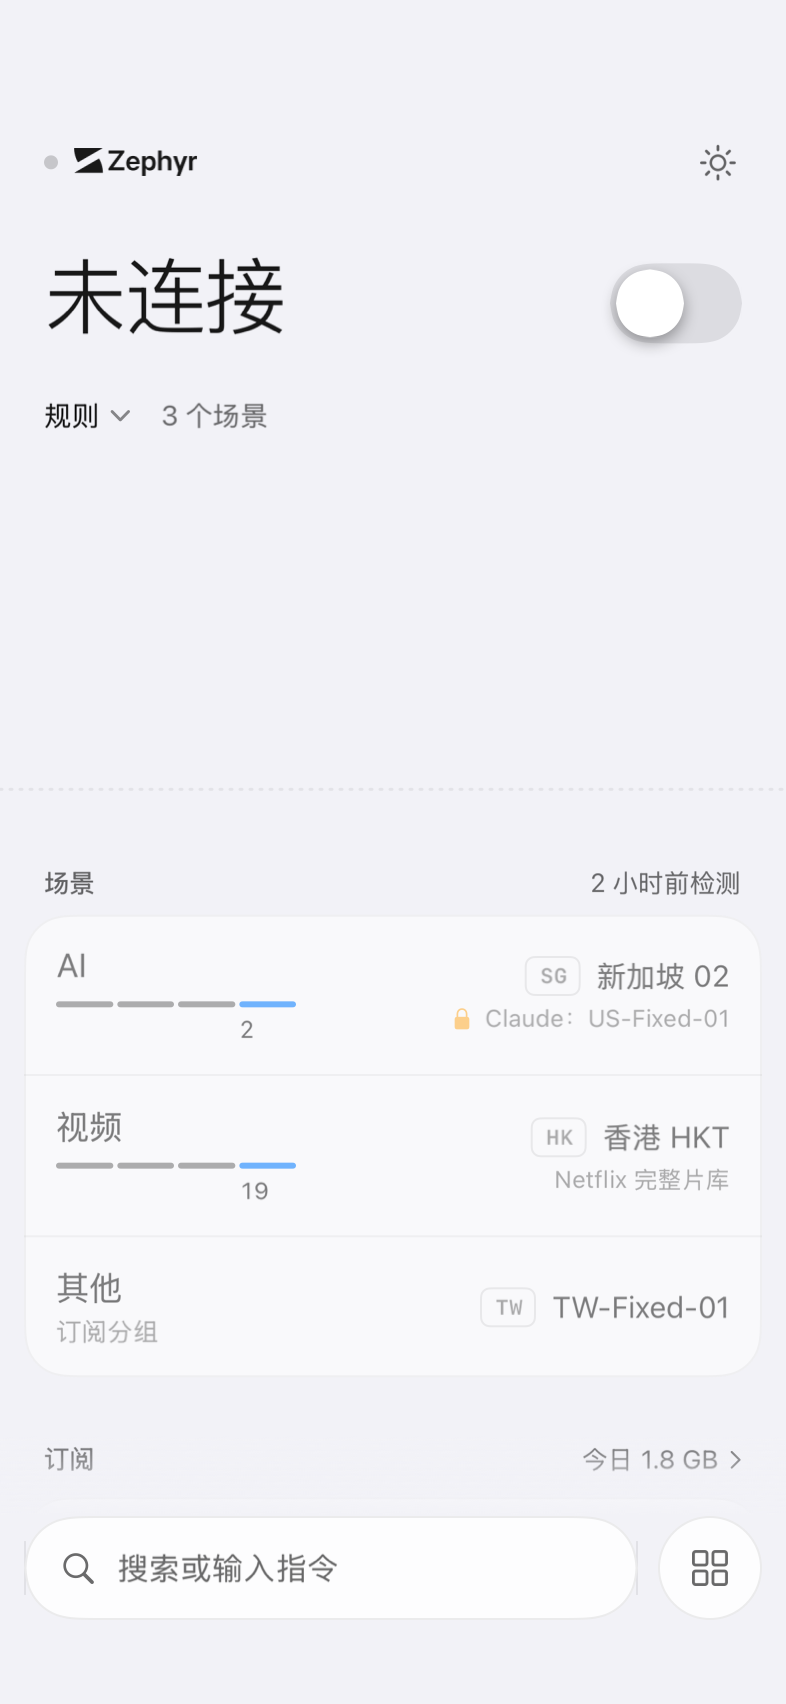 Zephyr
未连接
规则 3 个场景
场景 2 小时前检测
AI SG 新加坡 02
2 Claude: US-Fixed-01
视频 HK 香港 HKT
19 Netflix 完整片库
其他 TW TW-Fixed-01
订阅分组
订阅 今日 1.8 GB
搜索或输入指令